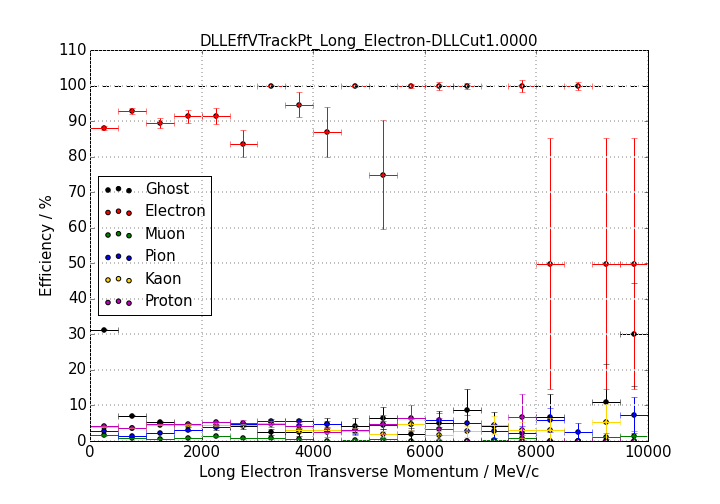 DLLEffVTrackPt_Long_Electron-DLLCut1.0000
110
100
90
80
70
60
50
40
30
20
10
0
Efficiency / %
Ghost
Electron
Muon
Pion
Kaon
Proton
0 2000 4000 6000 8000 10000
Long Electron Transverse Momentum / MeV/c